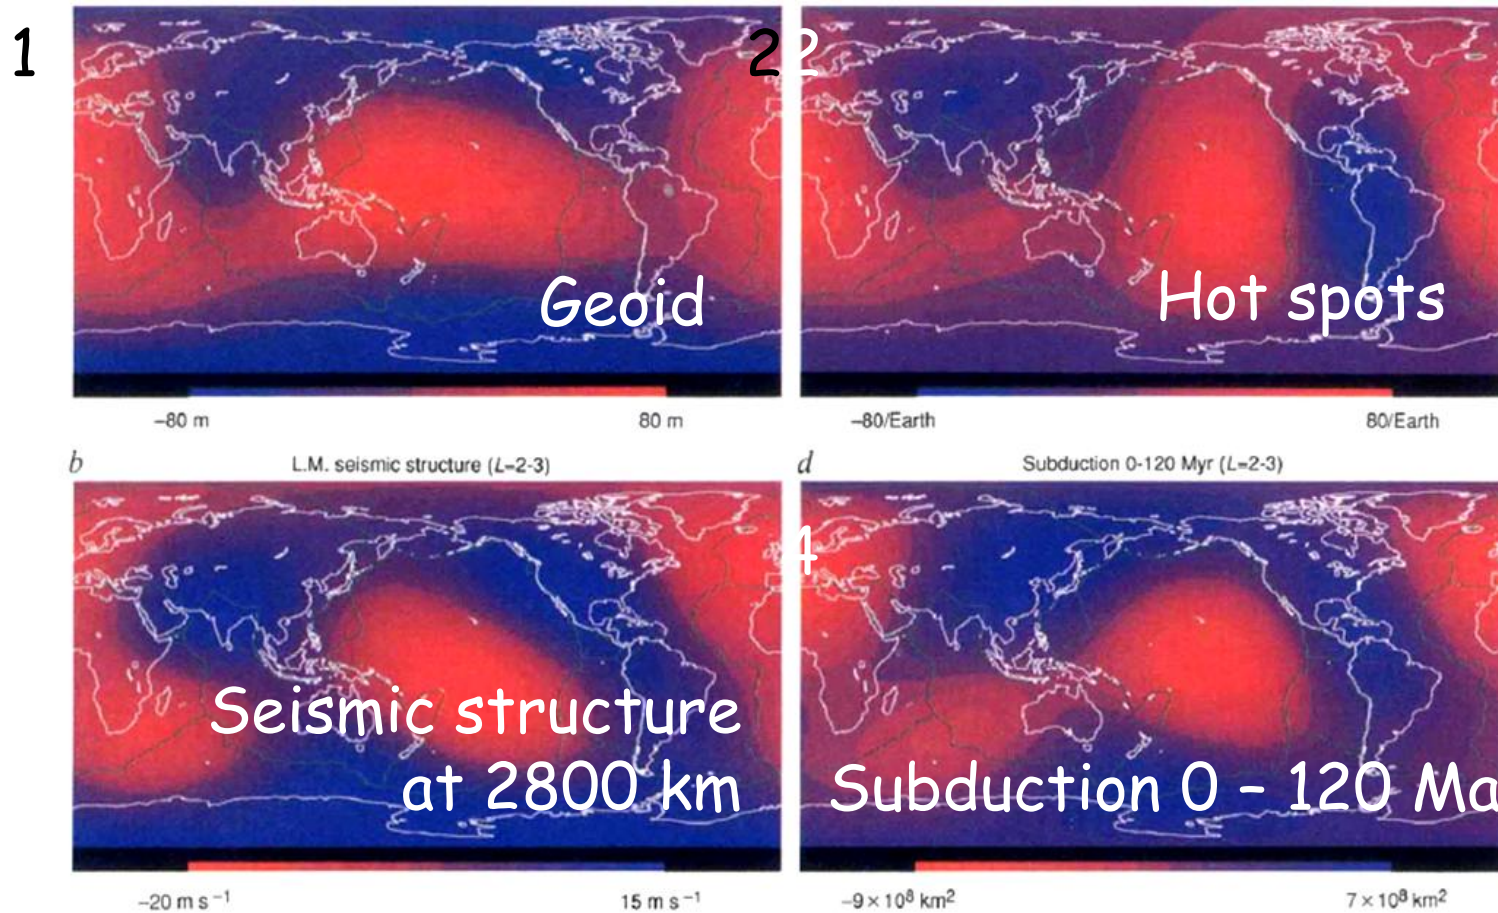 1
22
Geoid
Hot spots
–80 m
80 m
–80/Earth
80/Earth
b
L.M. seismic structure (L=2-3)
d
Subduction 0-120 Myr (L=2-3)
4
Seismic structure
at 2800 km
Subduction 0 – 120 Ma
–20 m s⁻¹
15 m s⁻¹
–9 × 10⁸ km²
7 × 10⁸ km²